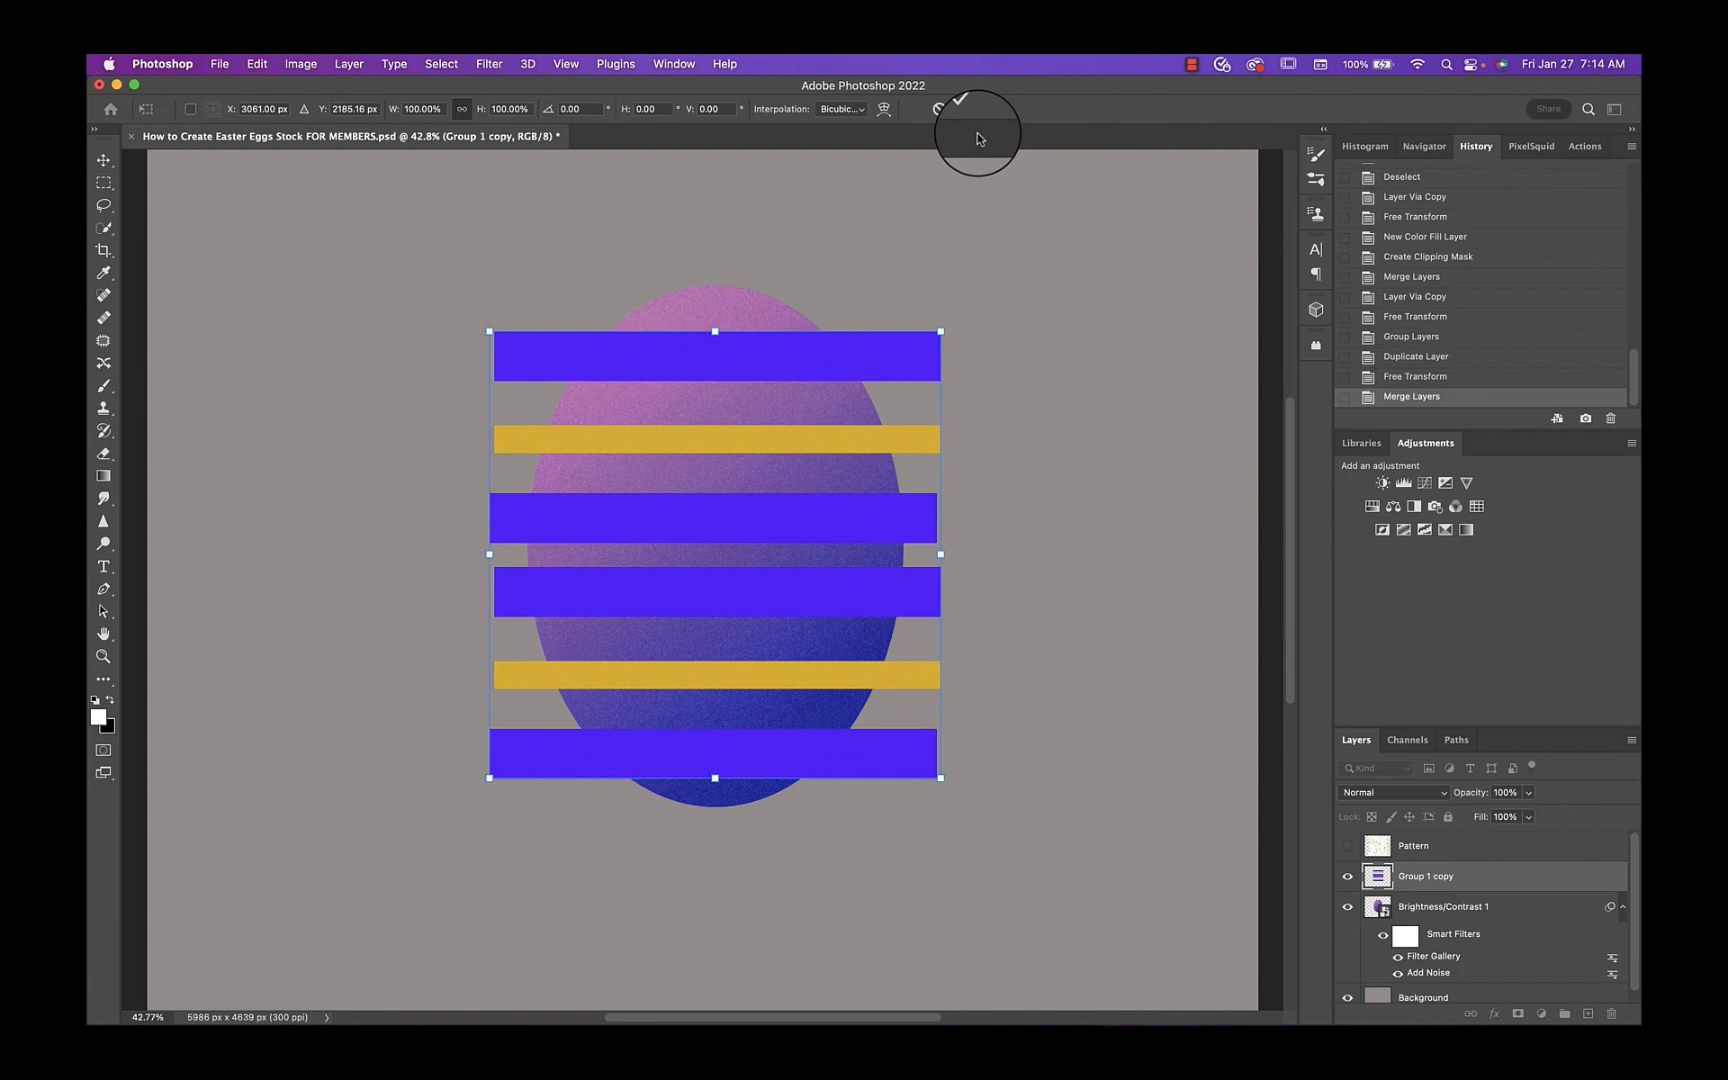 Photoshop File Edit Image Layer Type Select Filter 3D View Plugins Window Help 100% Fri Jan 27 7:14 AM
Adobe Photoshop 2022
X: 3061.00 px Y: 2185.16 px W: 100.00% H: 100.00% 0.00 ° H: 0.00 ° V: 0.00 ° Interpolation: Bicubic... Share
× How to Create Easter Eggs Stock FOR MEMBERS.psd @ 42.8% (Group 1 copy, RGB/8) *
Histogram Navigator History PixelSquid Actions
Deselect
Layer Via Copy
Free Transform
New Color Fill Layer
Create Clipping Mask
Merge Layers
Layer Via Copy
Free Transform
Group Layers
Duplicate Layer
Free Transform
Merge Layers
Libraries Adjustments
Add an adjustment
Layers Channels Paths
Kind
Normal Opacity: 100%
Lock: Fill: 100%
Pattern
Group 1 copy
Brightness/Contrast 1
Smart Filters
Filter Gallery
Add Noise
Background
42.77% 5986 px x 4639 px (300 ppi)